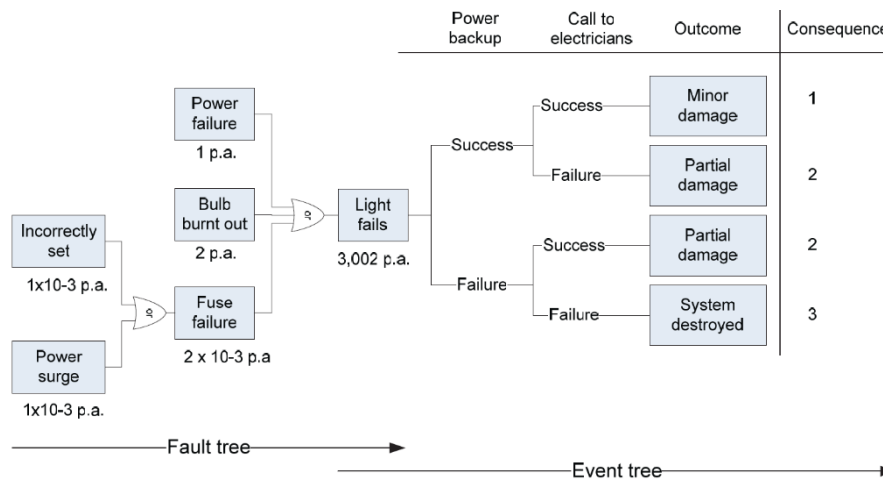 Power
backup
Call to
electricians
Outcome
Consequence
Power
failure
1 p.a.
Bulb
burnt out
2 p.a.
Incorrectly
set
1x10-3 p.a.
or
Fuse
failure
2 x 10-3 p.a
Power
surge
1x10-3 p.a.
or
Light
fails
3,002 p.a.
Success
Success
Minor
damage
1
Failure
Partial
damage
2
Failure
Success
Partial
damage
2
Failure
System
destroyed
3
Fault tree
Event tree